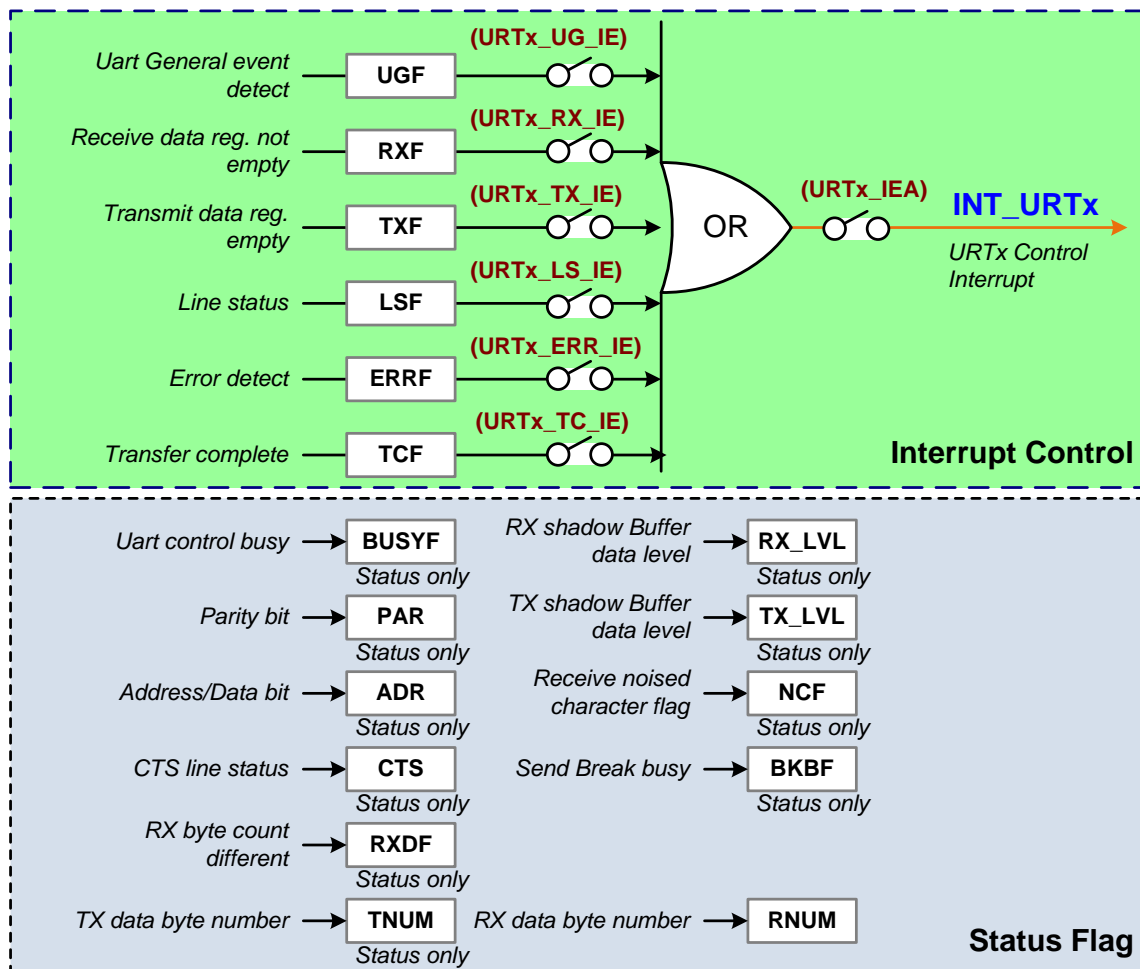 (URTx_UG_IE)
Uart General event
detect
UGF
(URTx_RX_IE)
Receive data reg. not
empty
RXF
(URTx_TX_IE)
Transmit data reg.
empty
TXF
(URTx_LS_IE)
Line status
LSF
(URTx_ERR_IE)
Error detect
ERRF
(URTx_TC_IE)
Transfer complete
TCF
OR
(URTx_IEA)
INT_URTx
URTx Control
Interrupt
Interrupt Control
Uart control busy
BUSYF
Status only
RX shadow Buffer
data level
RX_LVL
Status only
Parity bit
PAR
Status only
TX shadow Buffer
data level
TX_LVL
Status only
Address/Data bit
ADR
Status only
Receive noised
character flag
NCF
Status only
CTS line status
CTS
Status only
Send Break busy
BKBF
Status only
RX byte count
different
RXDF
Status only
TX data byte number
TNUM
Status only
RX data byte number
RNUM
Status Flag